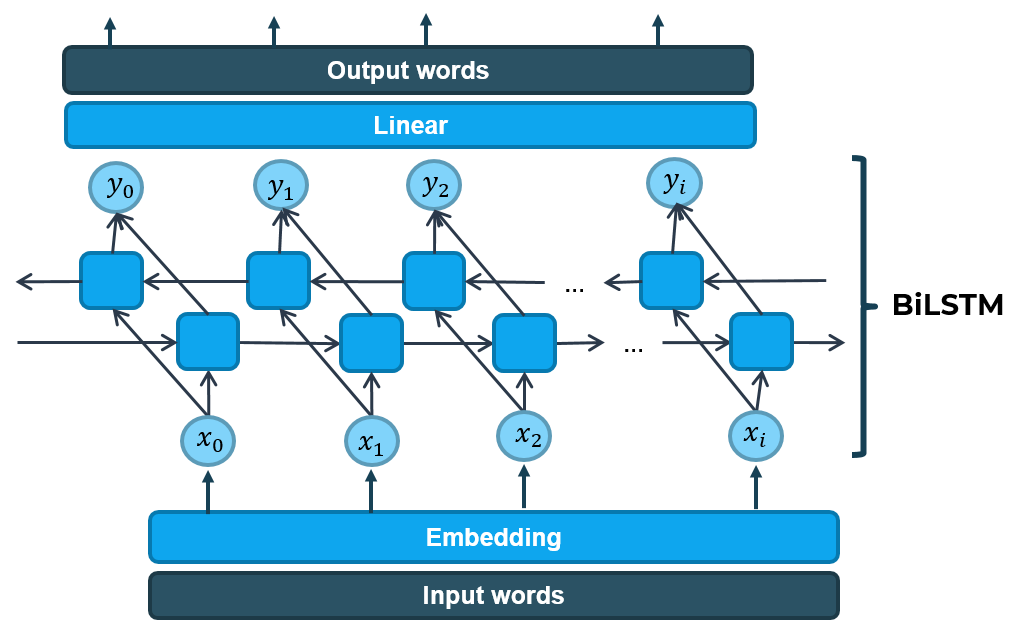 Output words
Linear
y₀ y₁ y₂ yᵢ
...
BiLSTM
...
x₀ x₁ x₂ xᵢ
Embedding
Input words